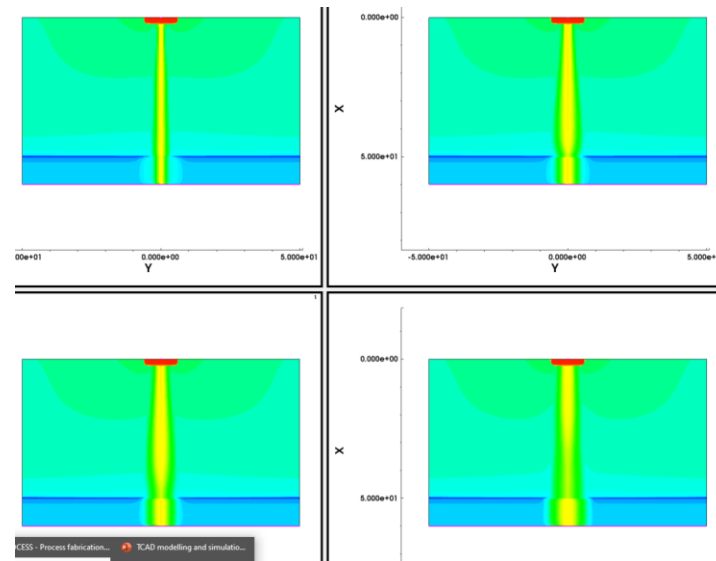 0.000e+00
X
5.000e+01
00e+01
0.000e+00
5.000e+01
Y
-5.000e+01
0.000e+00
5.000e+
Y
1
0.000e+00
X
5.000e+01
CESS - Process fabrication...
TCAD modelling and simulatio...